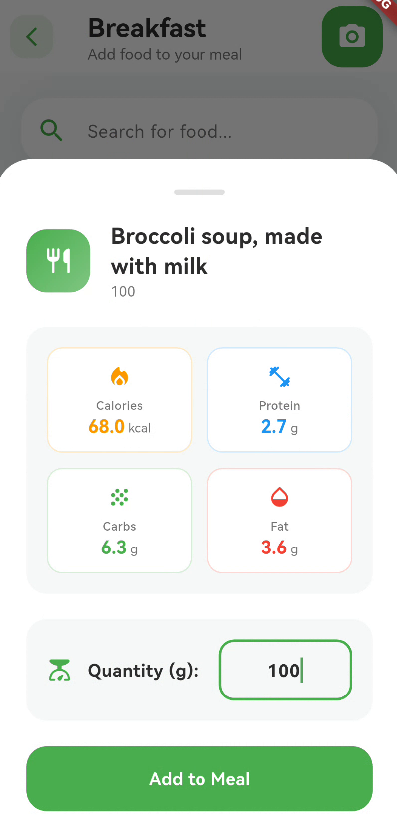 Breakfast
Add food to your meal
Search for food...
Broccoli soup, made
with milk
100
Calories
68.0 kcal
Protein
2.7 g
Carbs
6.3 g
Fat
3.6 g
Quantity (g):
100
Add to Meal